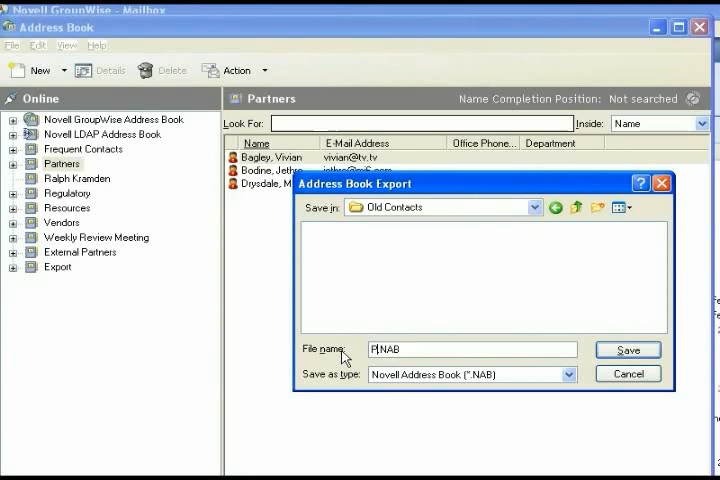 Novell GroupWise - Mailbox
Address Book
File Edit View Help
New Details Delete Action
Online
Partners Name Completion Position: Not searched
Novell GroupWise Address Book
Novell LDAP Address Book
Frequent Contacts
Partners
Ralph Kramden
Regulatory
Resources
Vendors
Weekly Review Meeting
External Partners
Export
Look For: Inside: Name
Name E-Mail Address Office Phone... Department
Bagley, Vivian vivian@tv.tv
Bodine, Jethro
Drysdale, M
Address Book Export
Save in: Old Contacts
File name: P.NAB Save
Save as type: Novell Address Book (*.NAB) Cancel